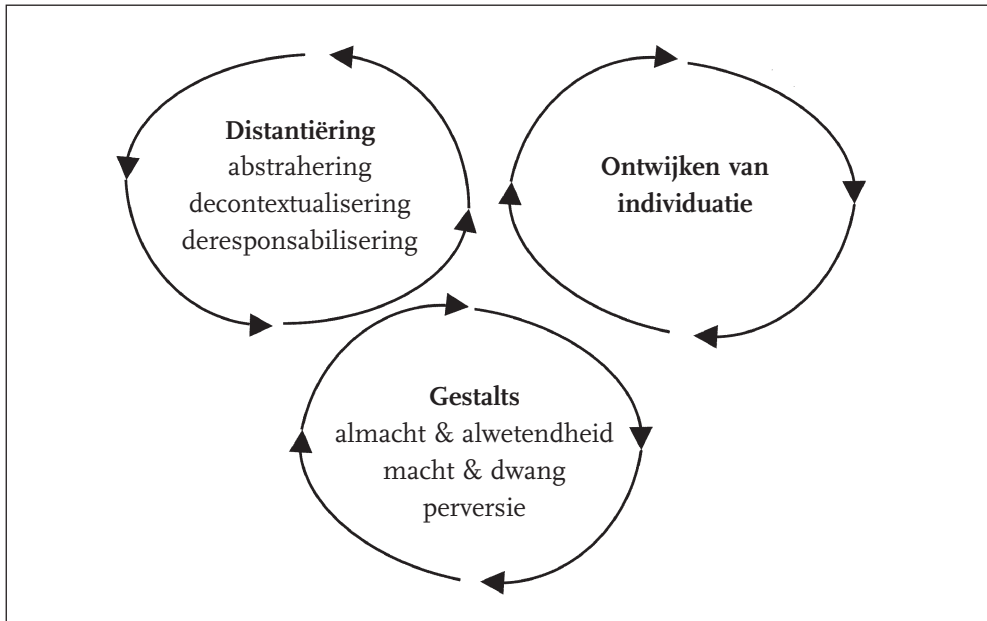 Distantiëring
abstrahering
decontextualisering
deresponsabilisering
Ontwijken van
individuatie
Gestalts
almacht & alwetendheid
macht & dwang
perversie